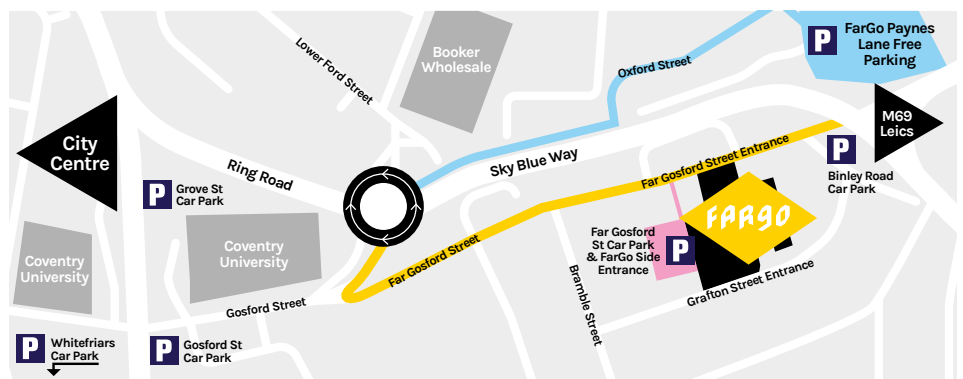 FarGo Paynes
Lane Free
Parking
P
Booker
Wholesale
Lower Ford Street
Oxford Street
M69
Leics
City
Centre
Sky Blue Way
Ring Road
Far Gosford Street Entrance
P
Binley Road
Car Park
P
Grove St
Car Park
FARGO
Coventry
University
Coventry
University
Far Gosford
St Car Park
& FarGo Side
Entrance
P
Far Gosford Street
Bramble Street
Grafton Street Entrance
Gosford Street
P
Whitefriars
Car Park
P
Gosford St
Car Park